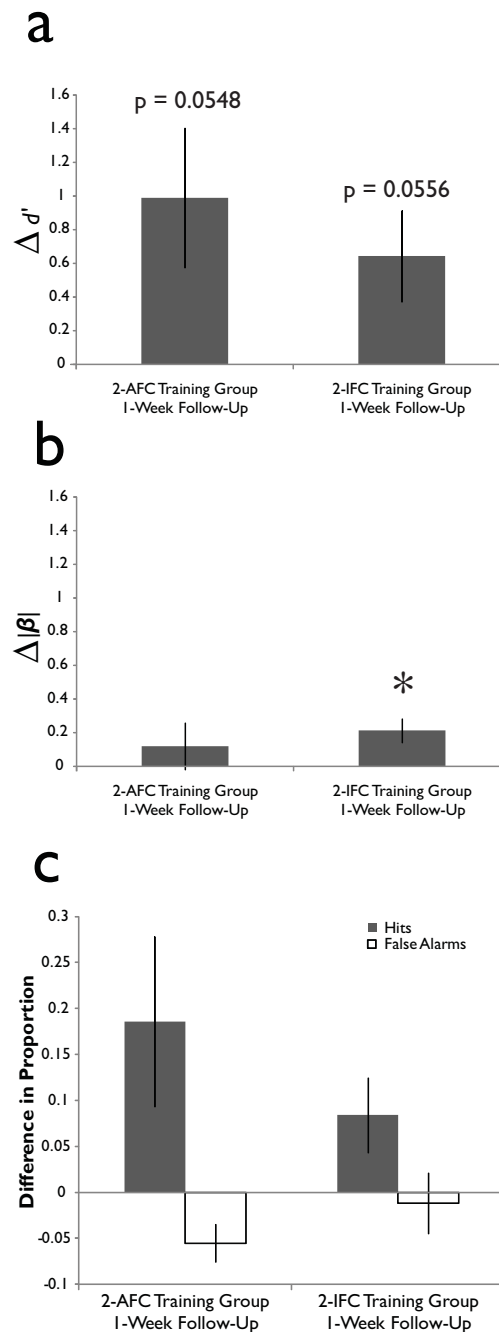 a
p = 0.0548
p = 0.0556
Δ d'
1.6
1.4
1.2
1
0.8
0.6
0.4
0.2
0
2-AFC Training Group
1-Week Follow-Up
2-IFC Training Group
1-Week Follow-Up
b
Δ|β|
1.6
1.4
1.2
1
0.8
0.6
0.4
0.2
0
*
2-AFC Training Group
1-Week Follow-Up
2-IFC Training Group
1-Week Follow-Up
c
Difference in Proportion
0.3
0.25
0.2
0.15
0.1
0.05
0
-0.05
-0.1
Hits
False Alarms
2-AFC Training Group
1-Week Follow-Up
2-IFC Training Group
1-Week Follow-Up